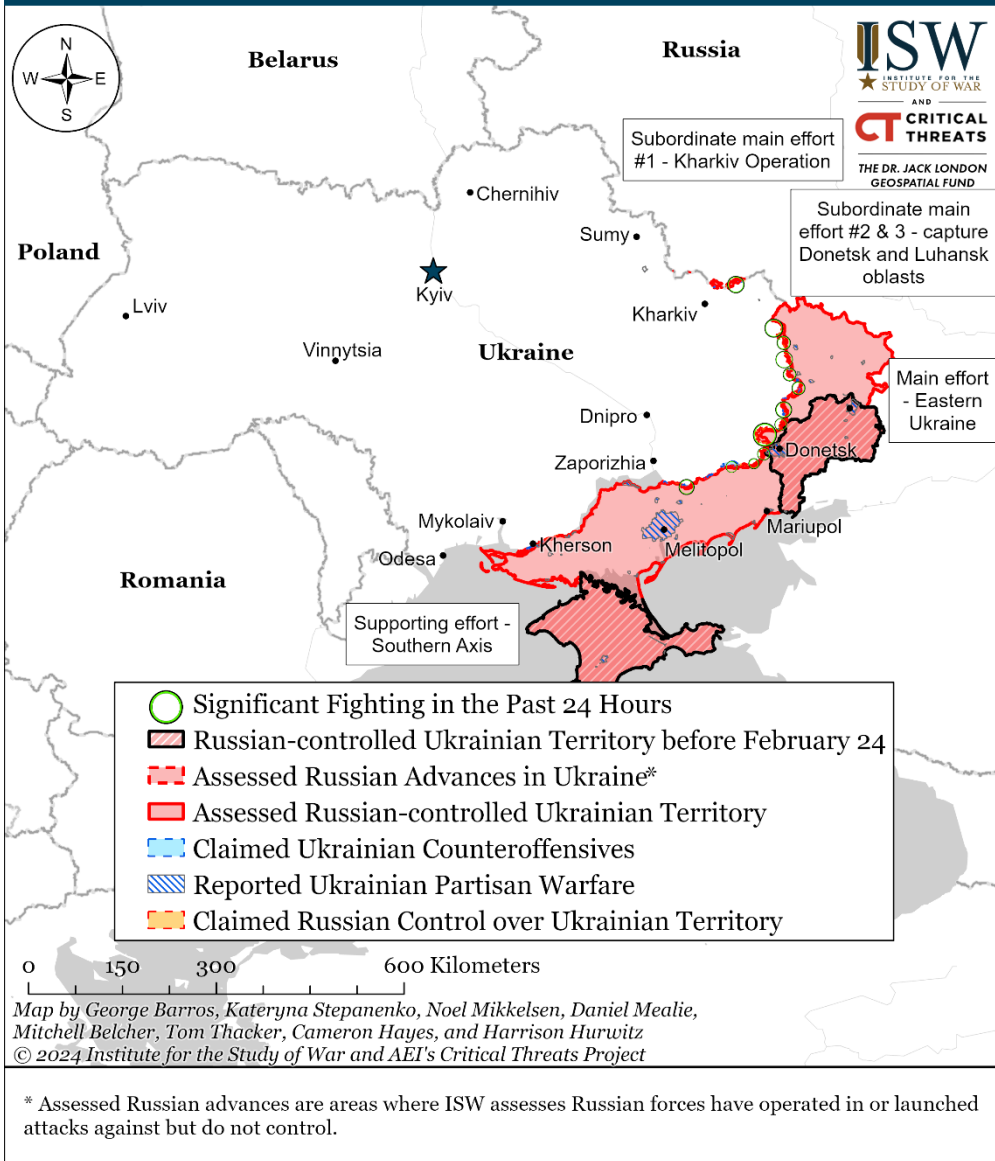 N
W
E
S
Belarus
Russia
ISW
INSTITUTE FOR THE
STUDY OF WAR
AND
CT CRITICAL
THREATS
THE DR. JACK LONDON
GEOSPATIAL FUND
Subordinate main effort
#1 - Kharkiv Operation
Subordinate main
effort #2 & 3 - capture
Donetsk and Luhansk
oblasts
Chernihiv
Sumy
Poland
Kyiv
Lviv
Kharkiv
Vinnytsia
Ukraine
Main effort
- Eastern
Ukraine
Dnipro
Donetsk
Zaporizhia
Mykolaiv
Mariupol
Kherson
Melitopol
Odesa
Romania
Supporting effort -
Southern Axis
Significant Fighting in the Past 24 Hours
Russian-controlled Ukrainian Territory before February 24
Assessed Russian Advances in Ukraine*
Assessed Russian-controlled Ukrainian Territory
Claimed Ukrainian Counteroffensives
Reported Ukrainian Partisan Warfare
Claimed Russian Control over Ukrainian Territory
0 150 300 600 Kilometers
Map by George Barros, Kateryna Stepanenko, Noel Mikkelsen, Daniel Mealie,
Mitchell Belcher, Tom Thacker, Cameron Hayes, and Harrison Hurwitz
© 2024 Institute for the Study of War and AEI's Critical Threats Project
* Assessed Russian advances are areas where ISW assesses Russian forces have operated in or launched
attacks against but do not control.